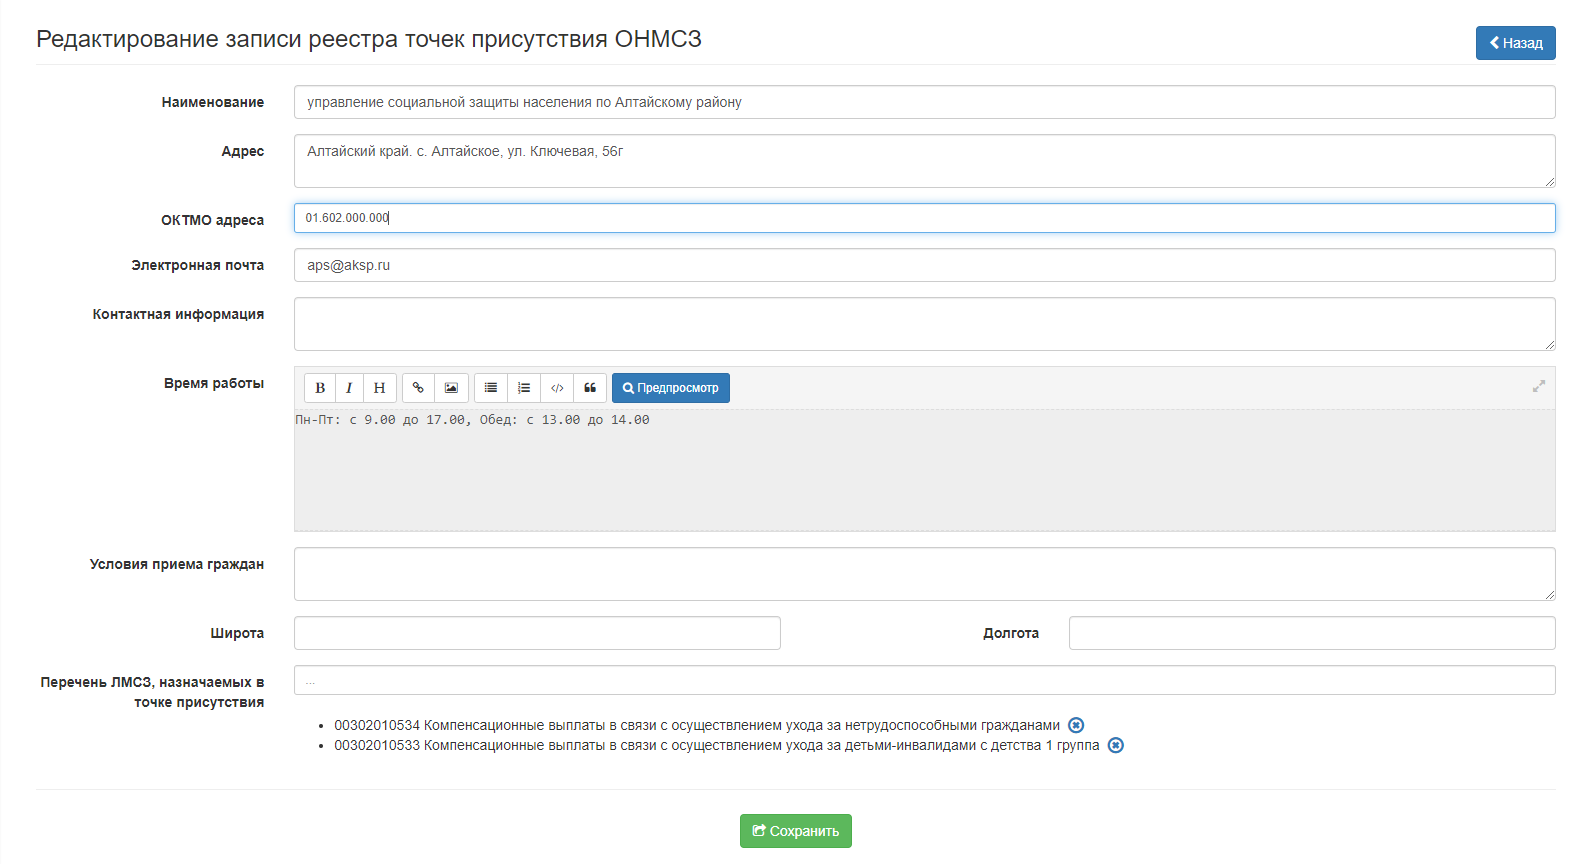 Редактирование записи реестра точек присутствия ОНМСЗ
Назад
Наименование
управление социальной защиты населения по Алтайскому району
Адрес
Алтайский край. с. Алтайское, ул. Ключевая, 56г
ОКТМО адреса
01.602.000.000
Электронная почта
aps@aksp.ru
Контактная информация
Время работы
B I H
Предпросмотр
Пн-Пт: с 9.00 до 17.00, Обед: с 13.00 до 14.00
Условия приема граждан
Широта
Долгота
Перечень ЛМСЗ, назначаемых в
точке присутствия
...
• 00302010534 Компенсационные выплаты в связи с осуществлением ухода за нетрудоспособными гражданами
• 00302010533 Компенсационные выплаты в связи с осуществлением ухода за детьми-инвалидами с детства 1 группа
Сохранить